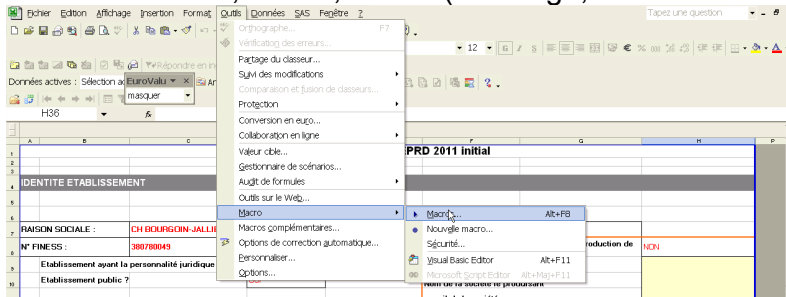 Fichier Edition Affichage Insertion Format Outils Données SAS Fenêtre ? Tapez une question
Orthographe... F7
12 G I S
Vérification des erreurs...
Répondre en in
Partage du classeur...
Données actives : Sélection ac EuroValu
Suivi des modifications
masquer
Comparaison et fusion de classeurs...
Protection
H36 fx
Conversion en euro...
Collaboration en ligne
A B C F G H P
Valeur cible... EPRD 2011 initial
Gestionnaire de scénarios...
IDENTITE ETABLISSEMENT
Audit de formules
Outils sur le Web...
Macro
Macros... Alt+F8
RAISON SOCIALE : CH BOURGOIN-JALLIE
Macros complémentaires...
Nouvelle macro...
N° FINESS : 380780049
Options de correction automatique...
Sécurité... roduction de NON
Etablissement ayant la personnalité juridique
Personnaliser...
Visual Basic Editor Alt+F11
Etablissement public ?
Options...
Microsoft Script Editor Alt+Maj+F11
Nom de la société le produisant